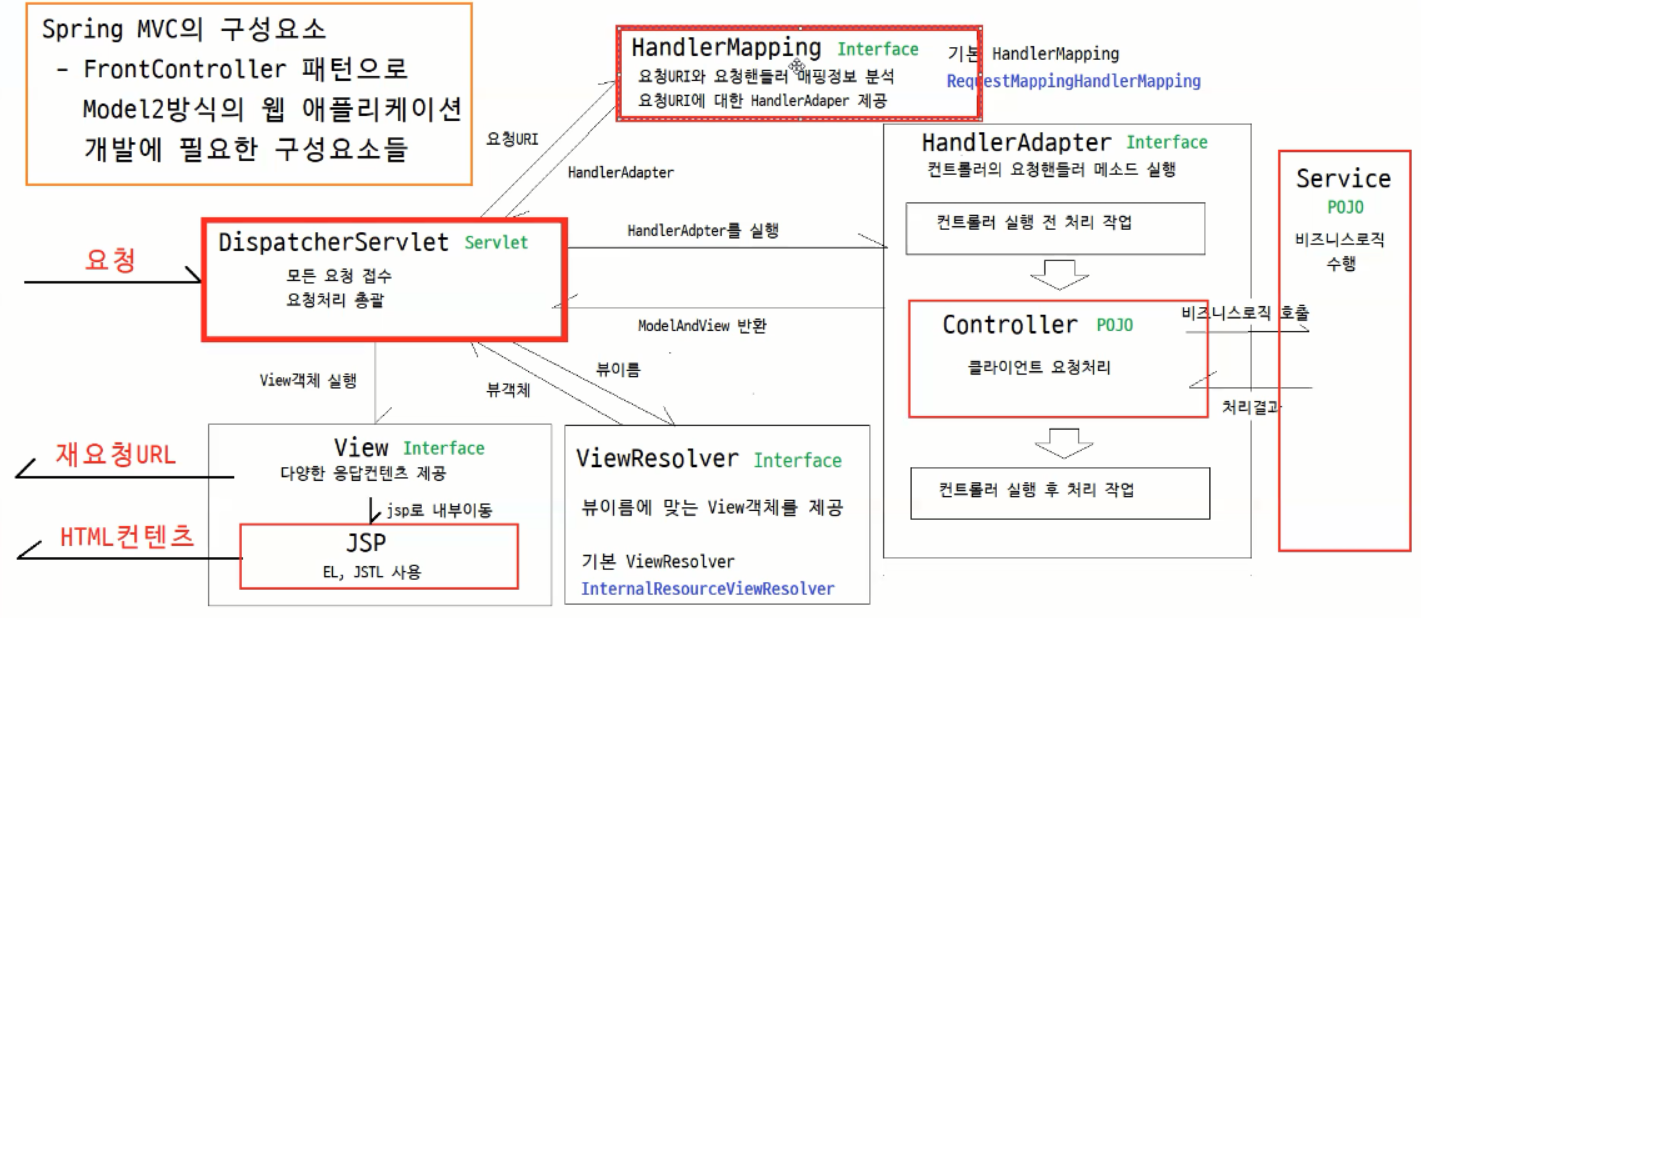 Spring MVC의 구성요소
- FrontController 패턴으로
Model2방식의 웹 애플리케이션
개발에 필요한 구성요소들
HandlerMapping Interface
요청URI와 요청핸들러 매핑정보 분석
요청URI에 대한 HandlerAdaper 제공
기본 HandlerMapping
RequestMappingHandlerMapping
요청URI
HandlerAdapter
HandlerAdapter Interface
컨트롤러의 요청핸들러 메소드 실행
컨트롤러 실행 전 처리 작업
Controller POJO
클라이언트 요청처리
컨트롤러 실행 후 처리 작업
Service
POJO
비즈니스로직
수행
비즈니스로직 호출
처리결과
요청
DispatcherServlet Servlet
모든 요청 접수
요청처리 총괄
HandlerAdpter를 실행
ModelAndView 반환
View객체 실행
뷰객체
뷰이름
재요청URL
HTML컨텐츠
View Interface
다양한 응답컨텐츠 제공
jsp로 내부이동
JSP
EL, JSTL 사용
ViewResolver Interface
뷰이름에 맞는 View객체를 제공
기본 ViewResolver
InternalResourceViewResolver